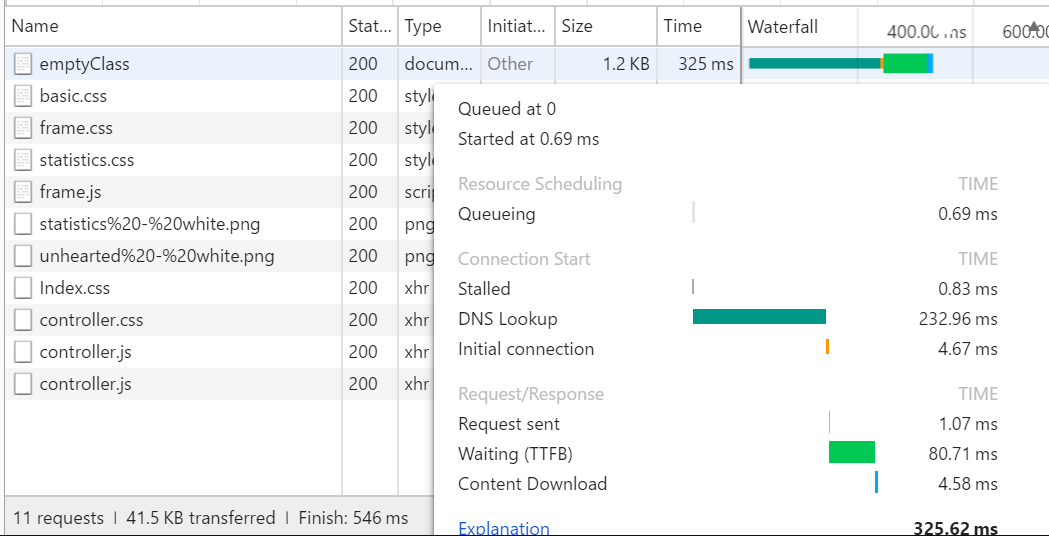 Name Stat... Type Initiat... Size Time Waterfall 400.00 ms
emptyClass 200 docum... Other 1.2 KB 325 ms
basic.css 200
frame.css 200
statistics.css 200
frame.js 200
statistics%20-%20white.png 200 png
unhearted%20-%20white.png 200 png
Index.css 200 xhr
controller.css 200 xhr
controller.js 200 xhr
controller.js 200 xhr
11 requests | 41.5 KB transferred | Finish: 546 ms
Queued at 0
Started at 0.69 ms
Resource Scheduling TIME
Queueing 0.69 ms
Connection Start TIME
Stalled 0.83 ms
DNS Lookup 232.96 ms
Initial connection 4.67 ms
Request/Response TIME
Request sent 1.07 ms
Waiting (TTFB) 80.71 ms
Content Download 4.58 ms
Explanation 325.62 ms